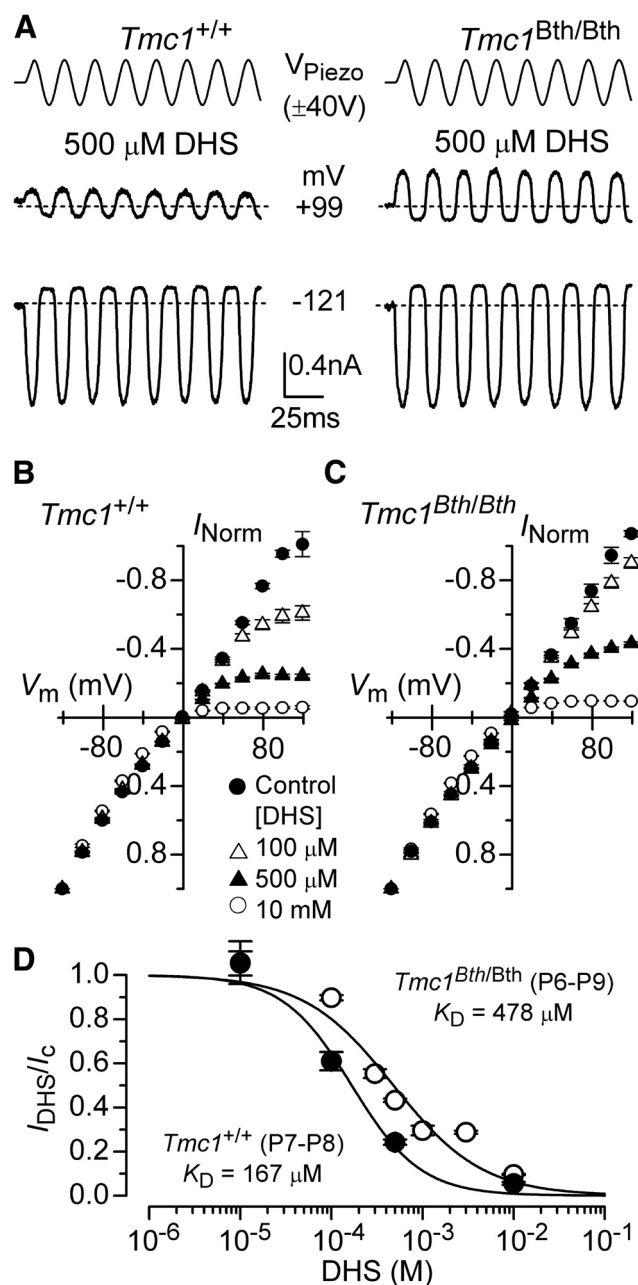 A
Tmc1+/+
Tmc1Bth/Bth
VPiezo
(±40V)
500 µM DHS
500 µM DHS
mV
+99
-121
0.4nA
25ms
B
Tmc1+/+
INorm
C
Tmc1Bth/Bth
INorm
-0.8
-0.8
-0.4
-0.4
Vm (mV)
Vm (mV)
-80
80
-80
80
0.4
0.4
0.8
0.8
Control
[DHS]
100 µM
500 µM
10 mM
D
1.0
0.8
0.6
0.4
0.2
0.0
IDHS/Ic
Tmc1Bth/Bth (P6-P9)
KD = 478 µM
Tmc1+/+ (P7-P8)
KD = 167 µM
10-6
10-5
10-4
10-3
10-2
10-1
DHS (M)